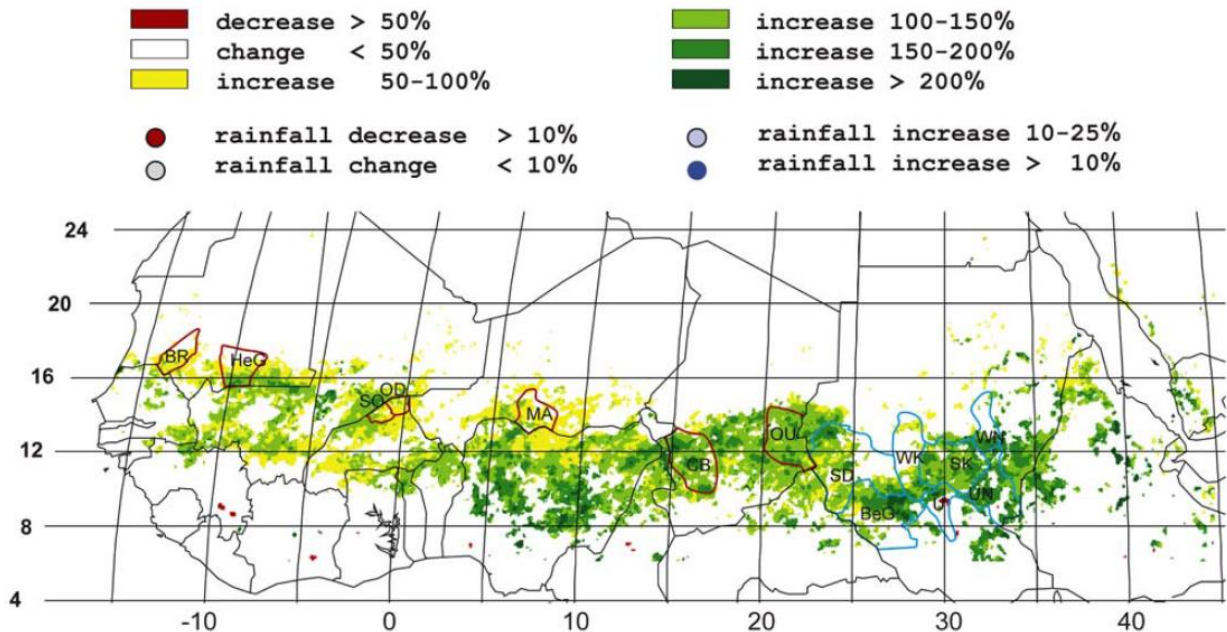 decrease > 50%
change < 50%
increase 50-100%
increase 100-150%
increase 150-200%
increase > 200%
rainfall decrease > 10%
rainfall change < 10%
rainfall increase 10-25%
rainfall increase > 10%
24
20
16
12
8
4
BR
HeG
OD
SO
MA
CB
OU
SD
WK
WN
SK
UN
BeG
U
-10
0
10
20
30
40